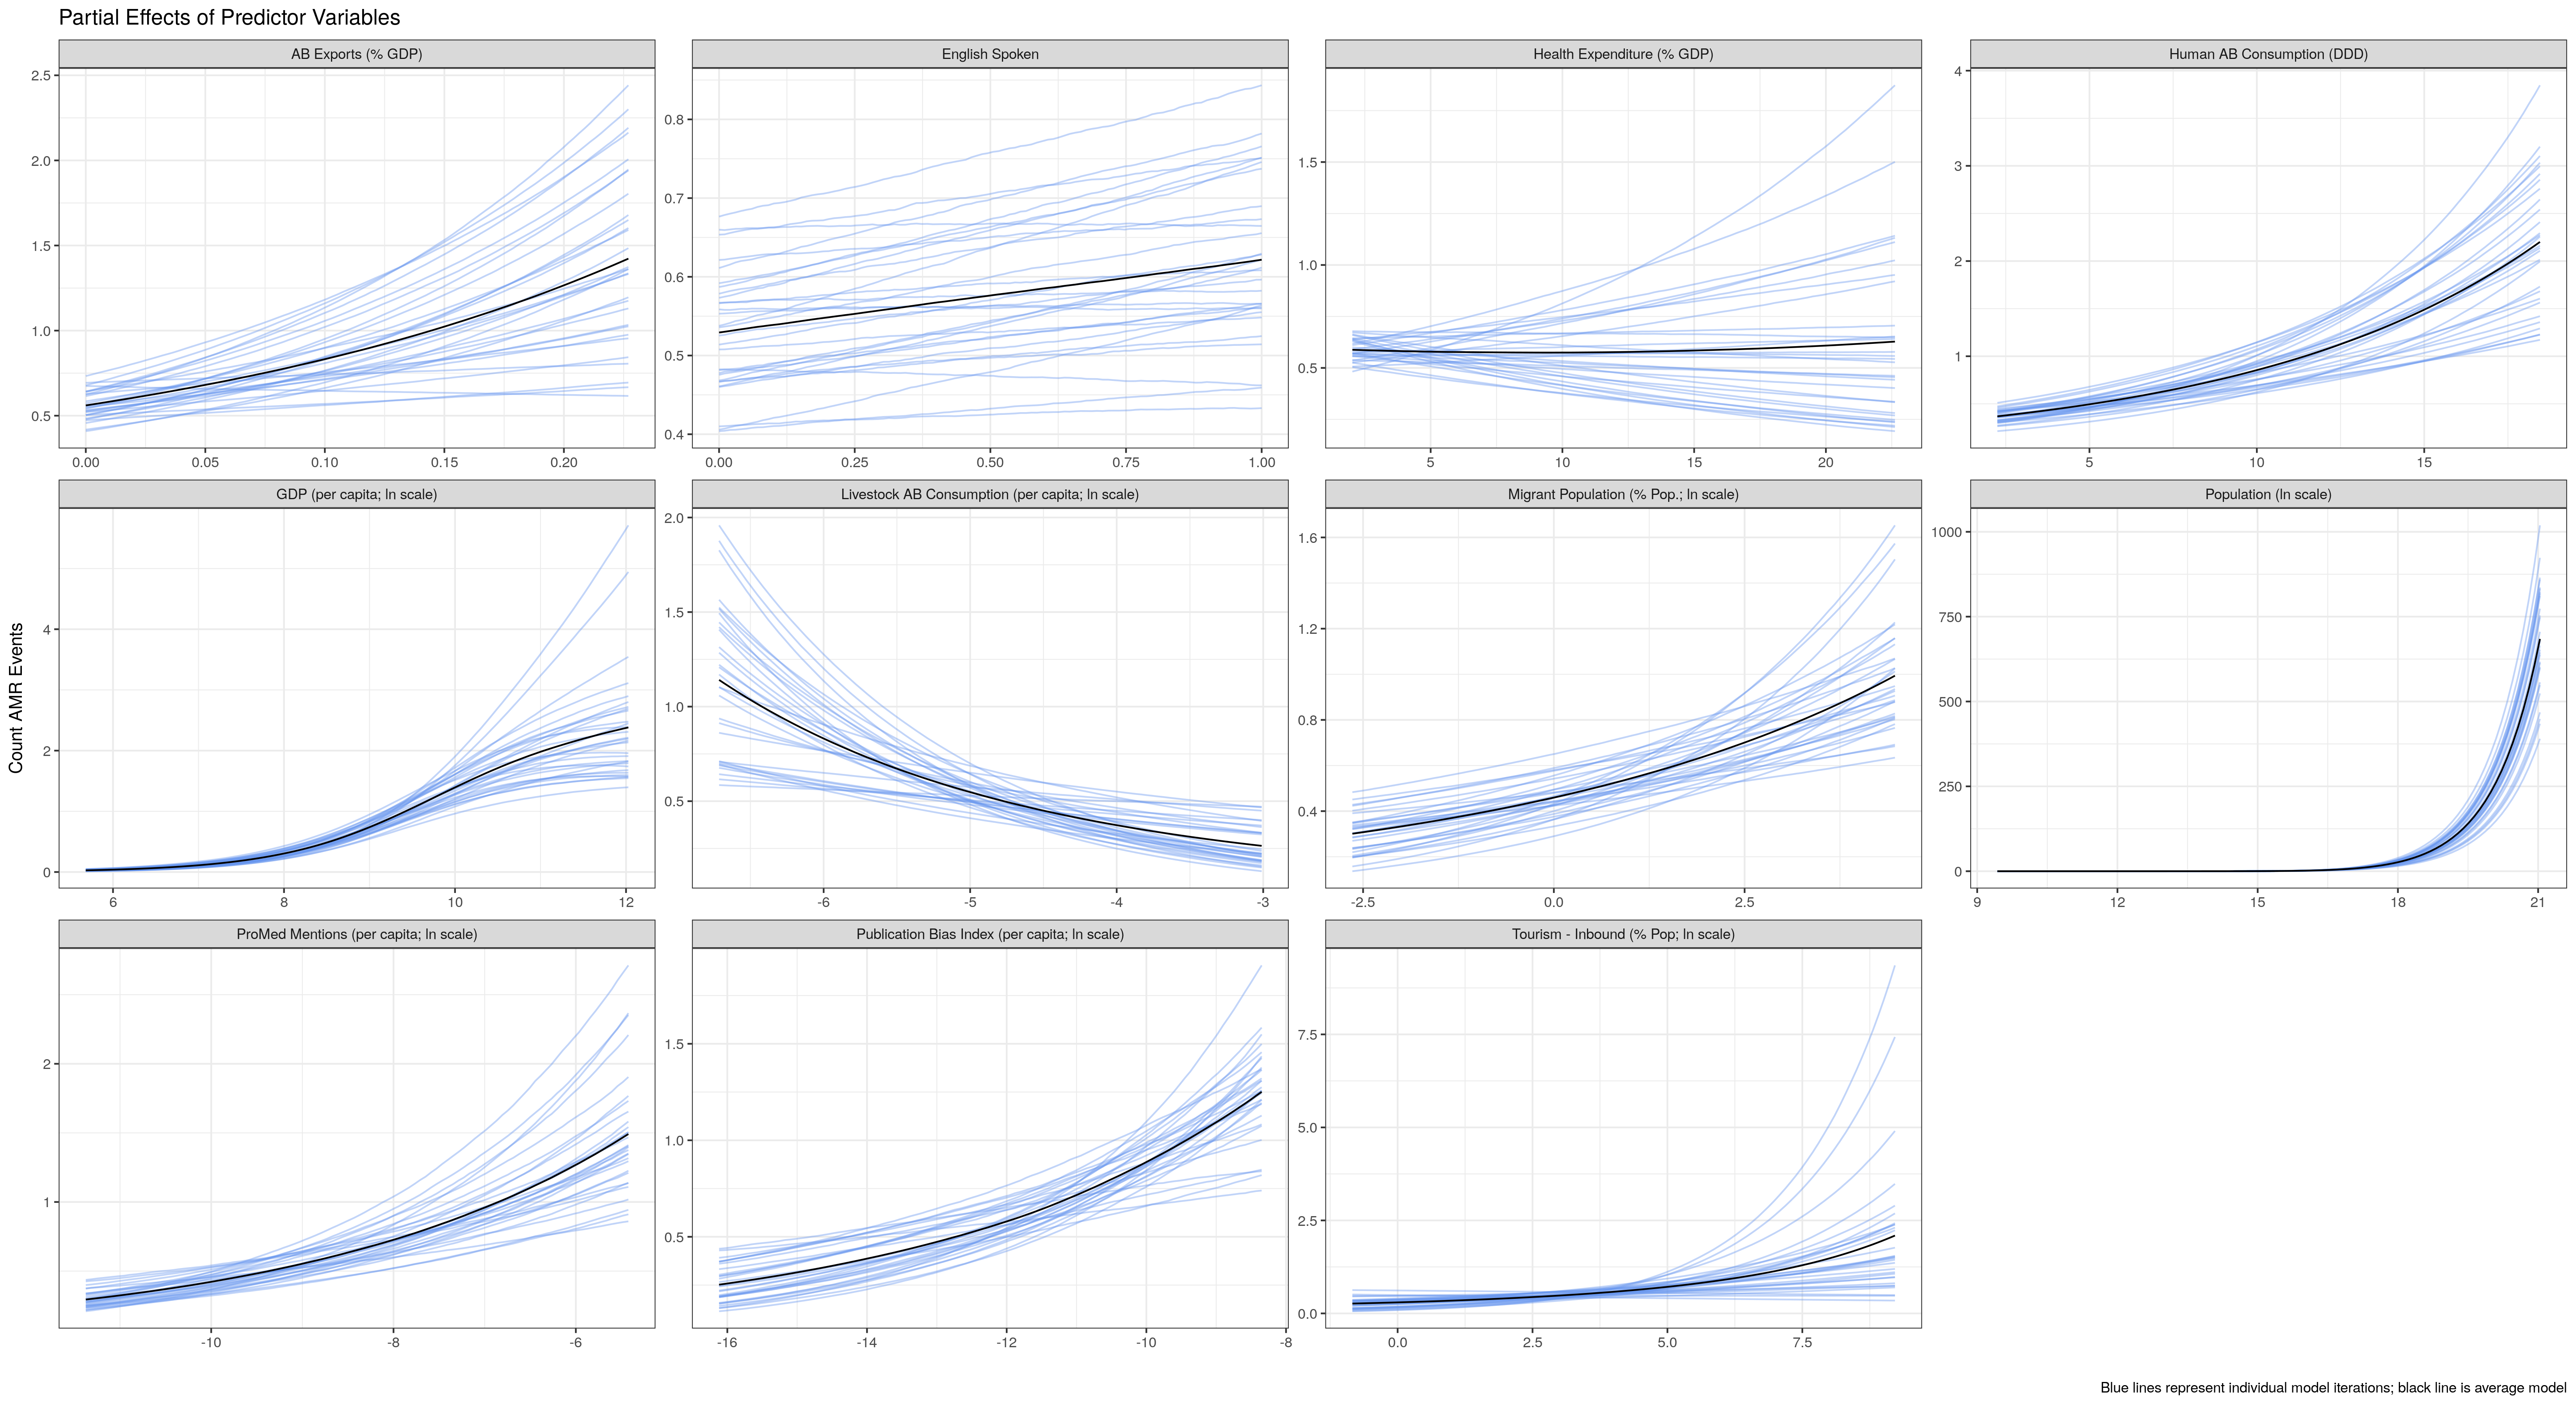 Partial Effects of Predictor Variables
AB Exports (% GDP)
English Spoken
Health Expenditure (% GDP)
Human AB Consumption (DDD)
2.5
2.0
1.5
1.0
0.5
0.00 0.05 0.10 0.15 0.20
0.8
0.7
0.6
0.5
0.4
0.00 0.25 0.50 0.75 1.00
1.5
1.0
0.5
5 10 15 20
4
3
2
1
5 10 15
Count AMR Events
GDP (per capita; ln scale)
Livestock AB Consumption (per capita; ln scale)
Migrant Population (% Pop.; ln scale)
Population (ln scale)
4
2
0
6 8 10 12
2.0
1.5
1.0
0.5
-6 -5 -4 -3
1.6
1.2
0.8
0.4
-2.5 0.0 2.5
1000
750
500
250
0
9 12 15 18 21
ProMed Mentions (per capita; ln scale)
Publication Bias Index (per capita; ln scale)
Tourism - Inbound (% Pop; ln scale)
2
1
-10 -8 -6
1.5
1.0
0.5
-16 -14 -12 -10 -8
7.5
5.0
2.5
0.0
0.0 2.5 5.0 7.5
Blue lines represent individual model iterations; black line is average model